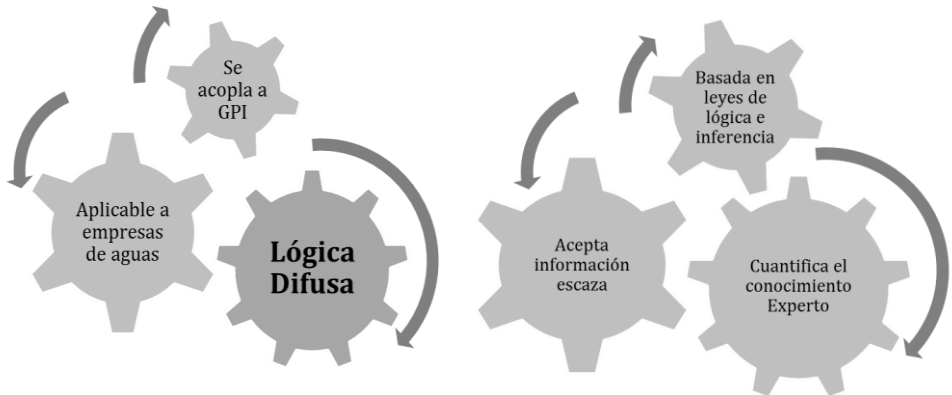 Se
acopla a
GPI
Aplicable a
empresas
de aguas
Lógica
Difusa
Basada en
leyes de
lógica e
inferencia
Acepta
información
escaza
Cuantifica el
conocimiento
Experto